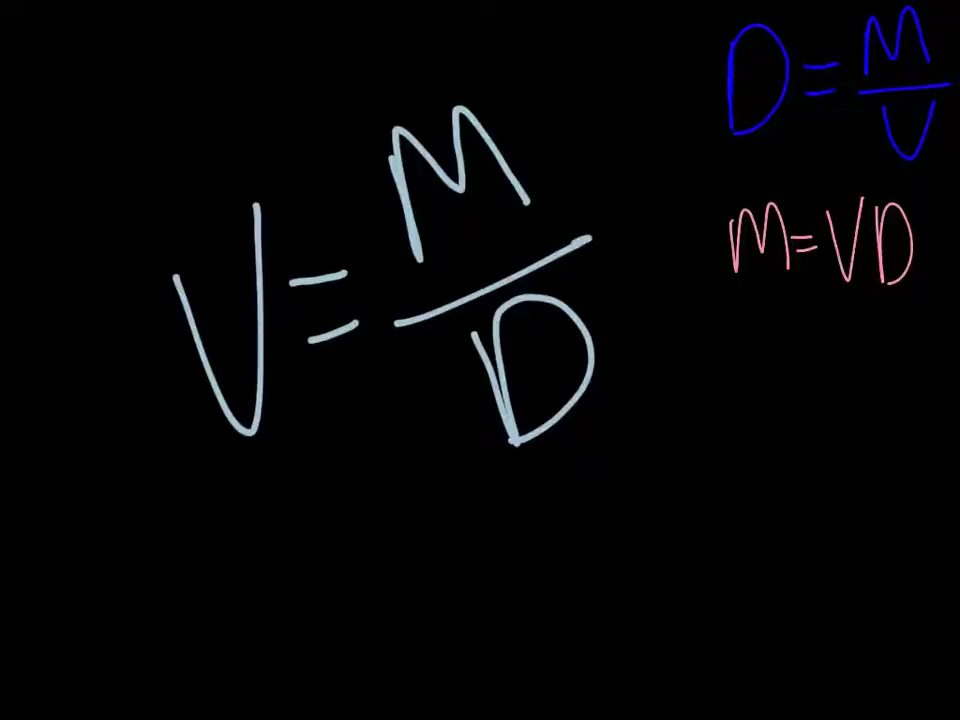 V = M/D
D = M/V
M = VD